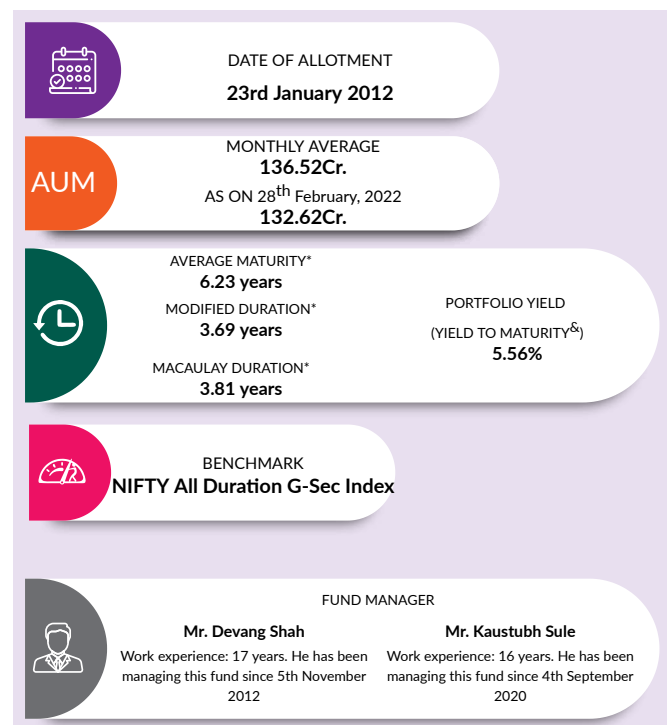 DATE OF ALLOTMENT
23rd January 2012
AUM
MONTHLY AVERAGE
136.52Cr.
AS ON 28th February, 2022
132.62Cr.
AVERAGE MATURITY*
6.23 years
MODIFIED DURATION*
3.69 years
MACAULAY DURATION*
3.81 years
PORTFOLIO YIELD
(YIELD TO MATURITY&)
5.56%
BENCHMARK
NIFTY All Duration G-Sec Index
FUND MANAGER
Mr. Devang Shah
Work experience: 17 years. He has been
managing this fund since 5th November
2012
Mr. Kaustubh Sule
Work experience: 16 years. He has been
managing this fund since 4th September
2020